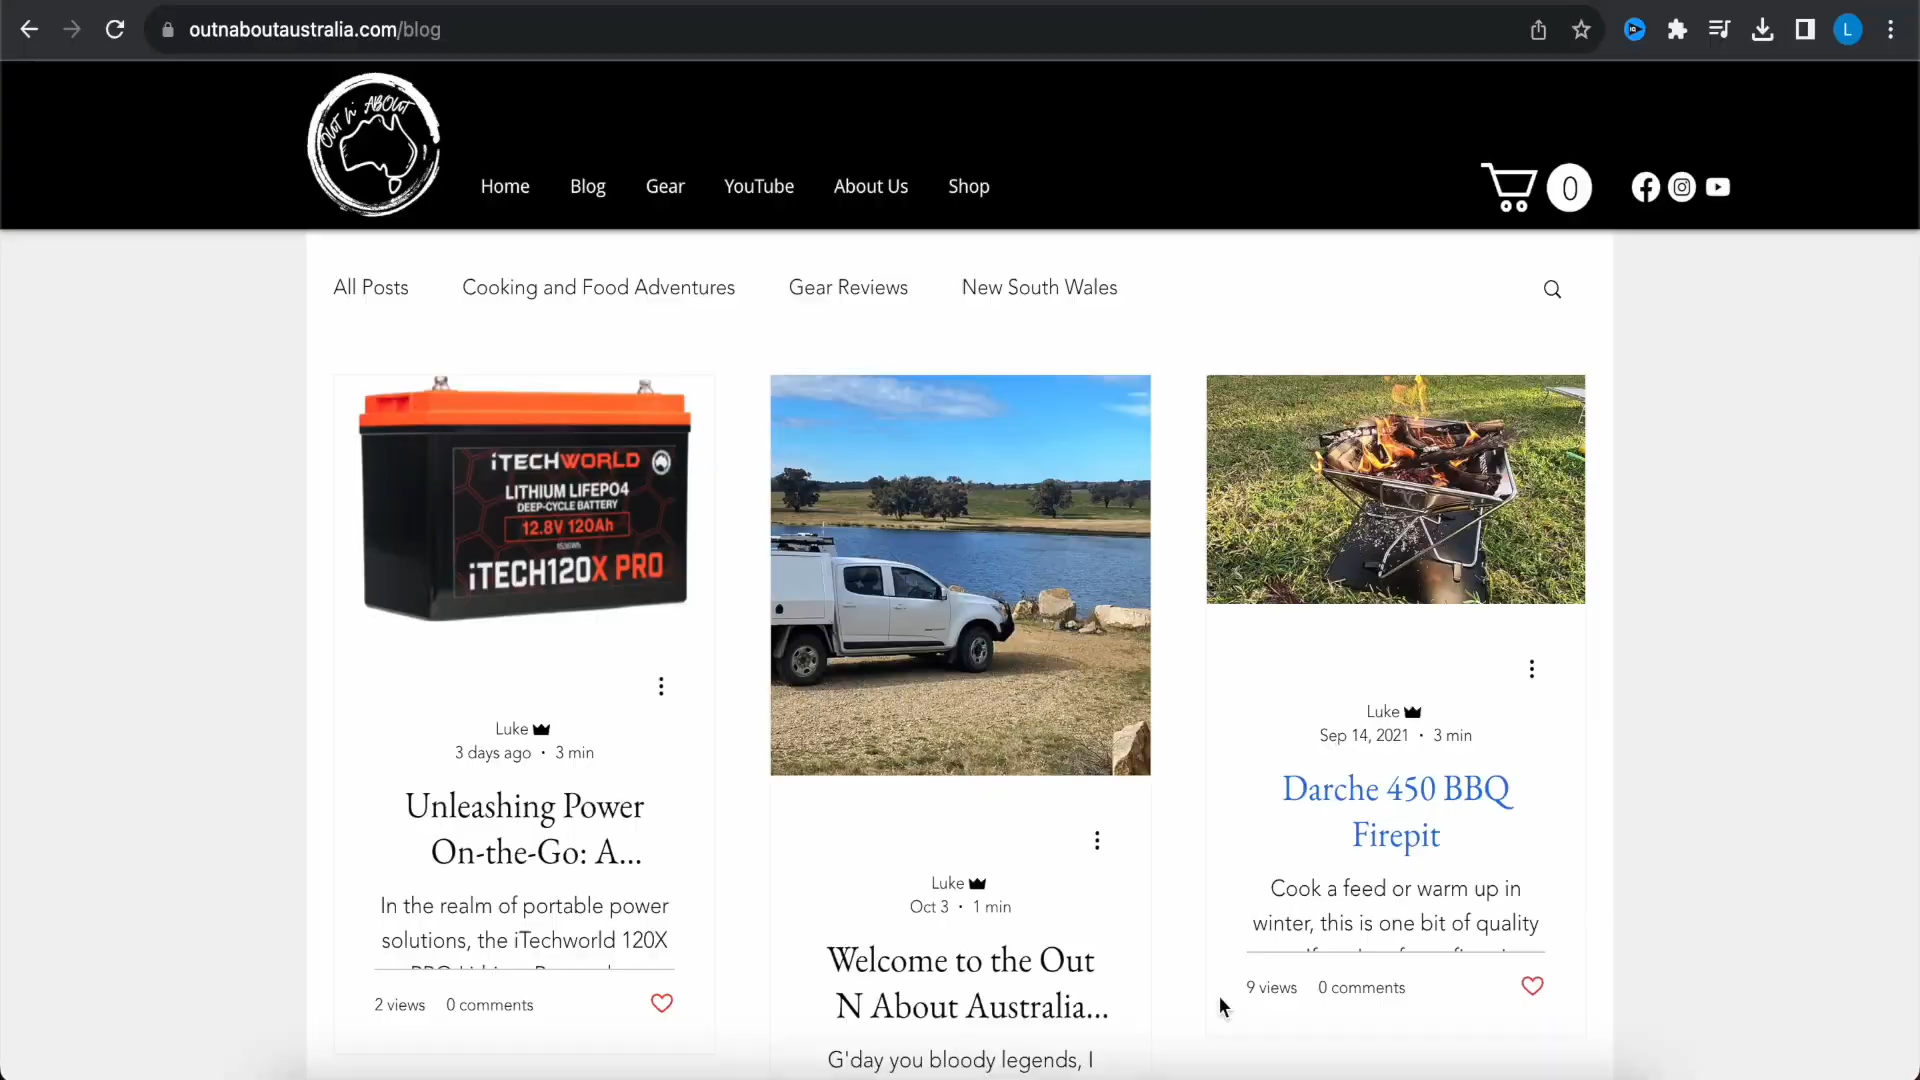 outnaboutaustralia.com/blog
L
OUT N ABOUT
Home
Blog
Gear
YouTube
About Us
Shop
0
All Posts
Cooking and Food Adventures
Gear Reviews
New South Wales
iTECHWORLD
LITHIUM LIFEPO4
DEEP-CYCLE BATTERY
12.8V 120Ah
1536Wh
iTECH120X PRO
Luke
3 days ago · 3 min
Unleashing Power
On-the-Go: A...
In the realm of portable power
solutions, the iTechworld 120X
2 views
0 comments
Luke
Oct 3 · 1 min
Welcome to the Out
N About Australia...
G'day you bloody legends, I
Luke
Sep 14, 2021 · 3 min
Darche 450 BBQ
Firepit
Cook a feed or warm up in
winter, this is one bit of quality
9 views
0 comments